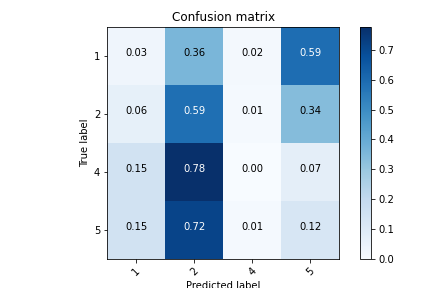 Confusion matrix
1 0.03 0.36 0.02 0.59
2 0.06 0.59 0.01 0.34
4 0.15 0.78 0.00 0.07
5 0.15 0.72 0.01 0.12
1 2 4 5
True label
Predicted label
0.7
0.6
0.5
0.4
0.3
0.2
0.1
0.0